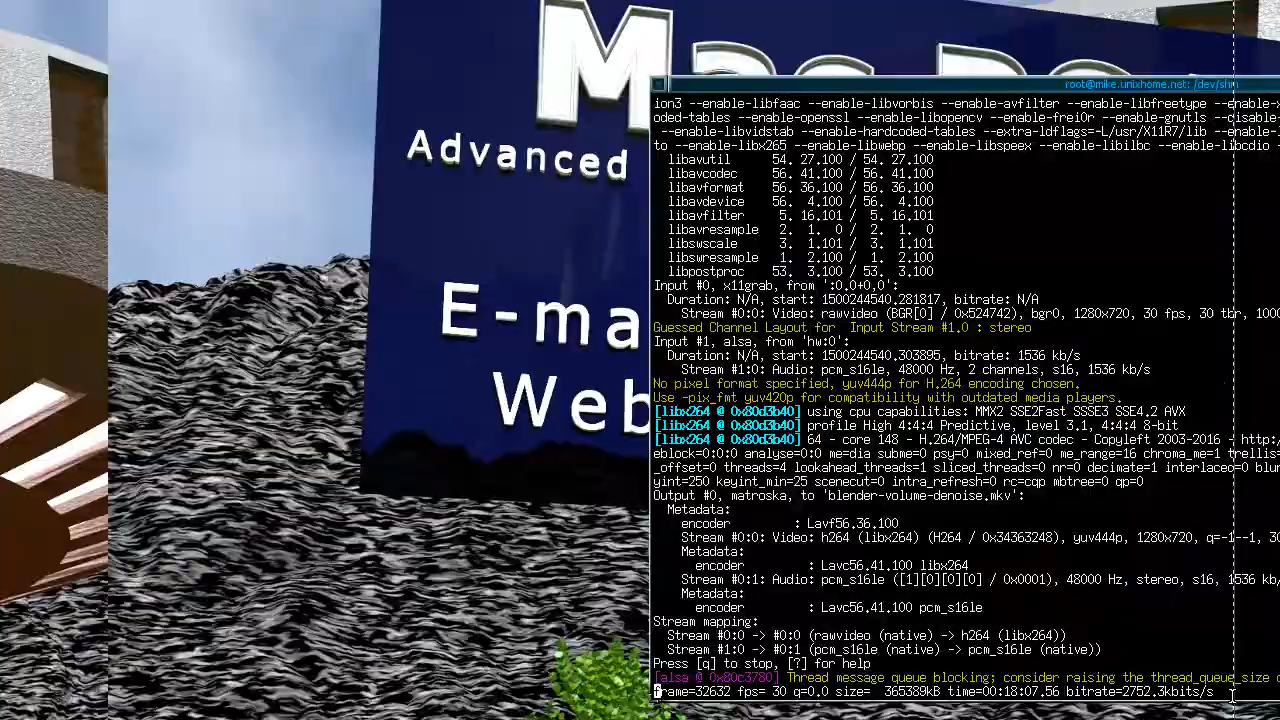 Advanced
E-ma
Web
root@mike.unixhome.net: /dev/shm
ion3 --enable-libfaac --enable-libvorbis --enable-avfilter --enable-libfreetype --enable-
oded-tables --enable-openssl --enable-libopencv --enable-frei0r --enable-gnutls --disable
--enable-libvidstab --enable-hardcoded-tables --extra-ldflags=-L/opt/X11R7/lib --enable-
to --enable-libx265 --enable-libwebp --enable-libspeex --enable-libilbc --enable-libcdio
libavutil 54. 27.100 / 54. 27.100
libavcodec 56. 41.100 / 56. 41.100
libavformat 56. 36.100 / 56. 36.100
libavdevice 56. 4.100 / 56. 4.100
libavfilter 5. 16.101 / 5. 16.101
libavresample 2. 1. 0 / 2. 1. 0
libswscale 3. 1.101 / 3. 1.101
libswresample 1. 2.100 / 1. 2.100
libpostproc 53. 3.100 / 53. 3.100
Input #0, x11grab, from ':0.0+0,0':
Duration: N/A, start: 1500244540.281817, bitrate: N/A
Stream #0:0: Video: rawvideo (BGR[0] / 0x524742), bgr0, 1280x720, 30 fps, 30 tbr, 1000
Guessed Channel Layout for Input Stream #1.0 : stereo
Input #1, alsa, from 'hw:0':
Duration: N/A, start: 1500244540.303895, bitrate: 1536 kb/s
Stream #1:0: Audio: pcm_s16le, 48000 Hz, 2 channels, s16, 1536 kb/s
No pixel format specified, yuv444p for H.264 encoding chosen.
Use -pix_fmt yuv420p for compatibility with outdated media players.
[libx264 @ 0x80d3b40] using cpu capabilities: MMX2 SSE2Fast SSSE3 SSE4.2 AVX
[libx264 @ 0x80d3b40] profile High 4:4:4 Predictive, level 3.1, 4:4:4 8-bit
[libx264 @ 0x80d3b40] 64 - core 148 - H.264/MPEG-4 AVC codec - Copyleft 2003-2016 - http:
eblock=0:0:0 analyse=0:0 me=dia subme=0 psy=0 mixed_ref=0 me_range=16 chroma_me=1 trellis
_offset=0 threads=4 lookahead_threads=1 sliced_threads=0 nr=0 decimate=1 interlaced=0 blu
yint=250 keyint_min=25 scenecut=0 intra_refresh=0 rc=cqp mbtree=0 qp=0
Output #0, matroska, to 'blender-volume-denoise.mkv':
Metadata:
encoder : Lavf56.36.100
Stream #0:0: Video: h264 (libx264) (H264 / 0x34363248), yuv444p, 1280x720, q=-1--1, 30
Metadata:
encoder : Lavc56.41.100 libx264
Stream #0:1: Audio: pcm_s16le ([1][0][0][0] / 0x0001), 48000 Hz, stereo, s16, 1536 kb
Metadata:
encoder : Lavc56.41.100 pcm_s16le
Stream mapping:
Stream #0:0 -> #0:0 (rawvideo (native) -> h264 (libx264))
Stream #1:0 -> #0:1 (pcm_s16le (native) -> pcm_s16le (native))
Press [q] to stop, [?] for help
[alsa @ 0x80c3780] Thread message queue blocking; consider raising the thread_queue_size o
frame=32632 fps= 30 q=0.0 size= 365393kB time=00:18:07.56 bitrate=2752.3kbits/s